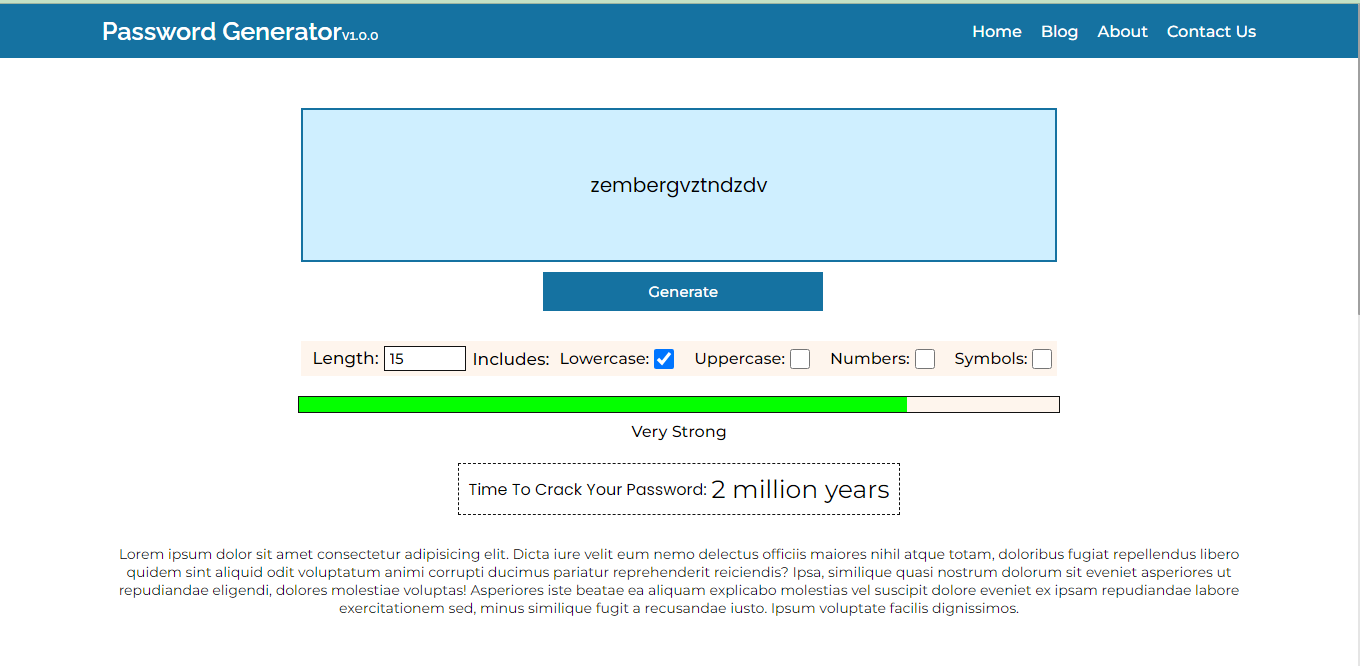 Password Generatorv1.0.0 Home Blog About Contact Us
zembergvztndzdv
Generate
Length: 15 Includes: Lowercase: Uppercase: Numbers: Symbols:
Very Strong
Time To Crack Your Password: 2 million years
Lorem ipsum dolor sit amet consectetur adipisicing elit. Dicta iure velit eum nemo delectus officiis maiores nihil atque totam, doloribus fugiat repellendus libero
quidem sint aliquid odit voluptatum animi corrupti ducimus pariatur reprehenderit reiciendis? Ipsa, similique quasi nostrum dolorum sit eveniet asperiores ut
repudiandae eligendi, dolores molestiae voluptas! Asperiores iste beatae ea aliquam explicabo molestias vel suscipit dolore eveniet ex ipsam repudiandae labore
exercitationem sed, minus similique fugit a recusandae iusto. Ipsum voluptate facilis dignissimos.